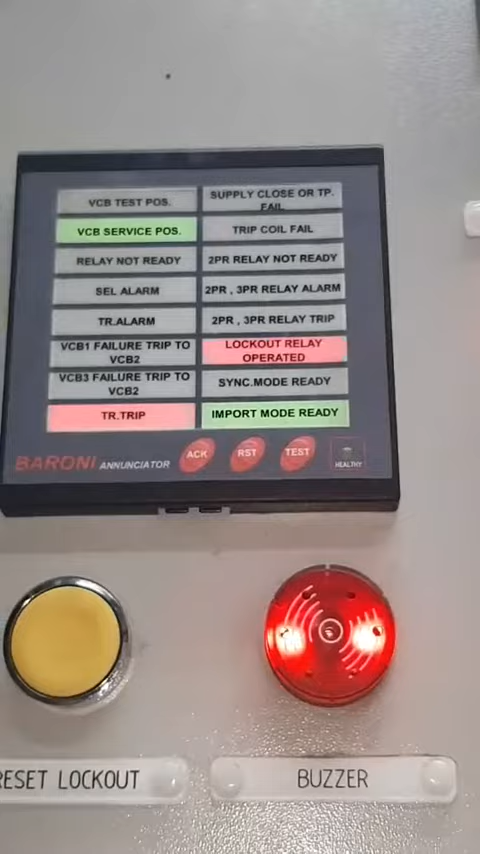 VCB TEST POS.
SUPPLY CLOSE OR TP.
FAIL
VCB SERVICE POS.
TRIP COIL FAIL
RELAY NOT READY
2PR RELAY NOT READY
SEL ALARM
2PR , 3PR RELAY ALARM
TR.ALARM
2PR , 3PR RELAY TRIP
VCB1 FAILURE TRIP TO
VCB2
LOCKOUT RELAY
OPERATED
VCB3 FAILURE TRIP TO
VCB2
SYNC.MODE READY
TR.TRIP
IMPORT MODE READY
BARONI ANNUNCIATOR
ACK
RST
TEST
HEALTHY
RESET LOCKOUT
BUZZER